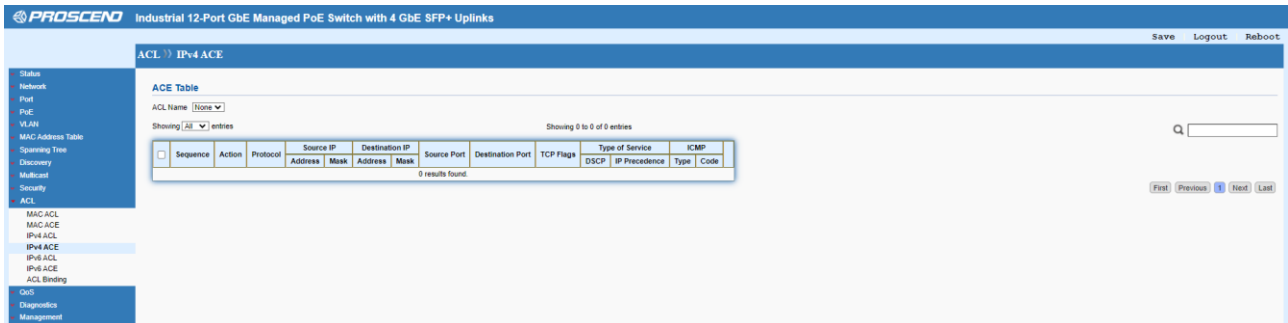 PROSCEND Industrial 12-Port GbE Managed PoE Switch with 4 GbE SFP+ Uplinks
Save Logout Reboot
ACL » IPv4 ACE
Status
Network
Port
PoE
VLAN
MAC Address Table
Spanning Tree
Discovery
Multicast
Security
ACL
MAC ACL
MAC ACE
IPv4 ACL
IPv4 ACE
IPv6 ACL
IPv6 ACE
ACL Binding
QoS
Diagnostics
Management
ACE Table
ACL Name None
Showing All entries Showing 0 to 0 of 0 entries
Sequence Action Protocol Source IP Destination IP Source Port Destination Port TCP Flags Type of Service ICMP
Address Mask Address Mask DSCP IP Precedence Type Code
0 results found.
First Previous 1 Next Last